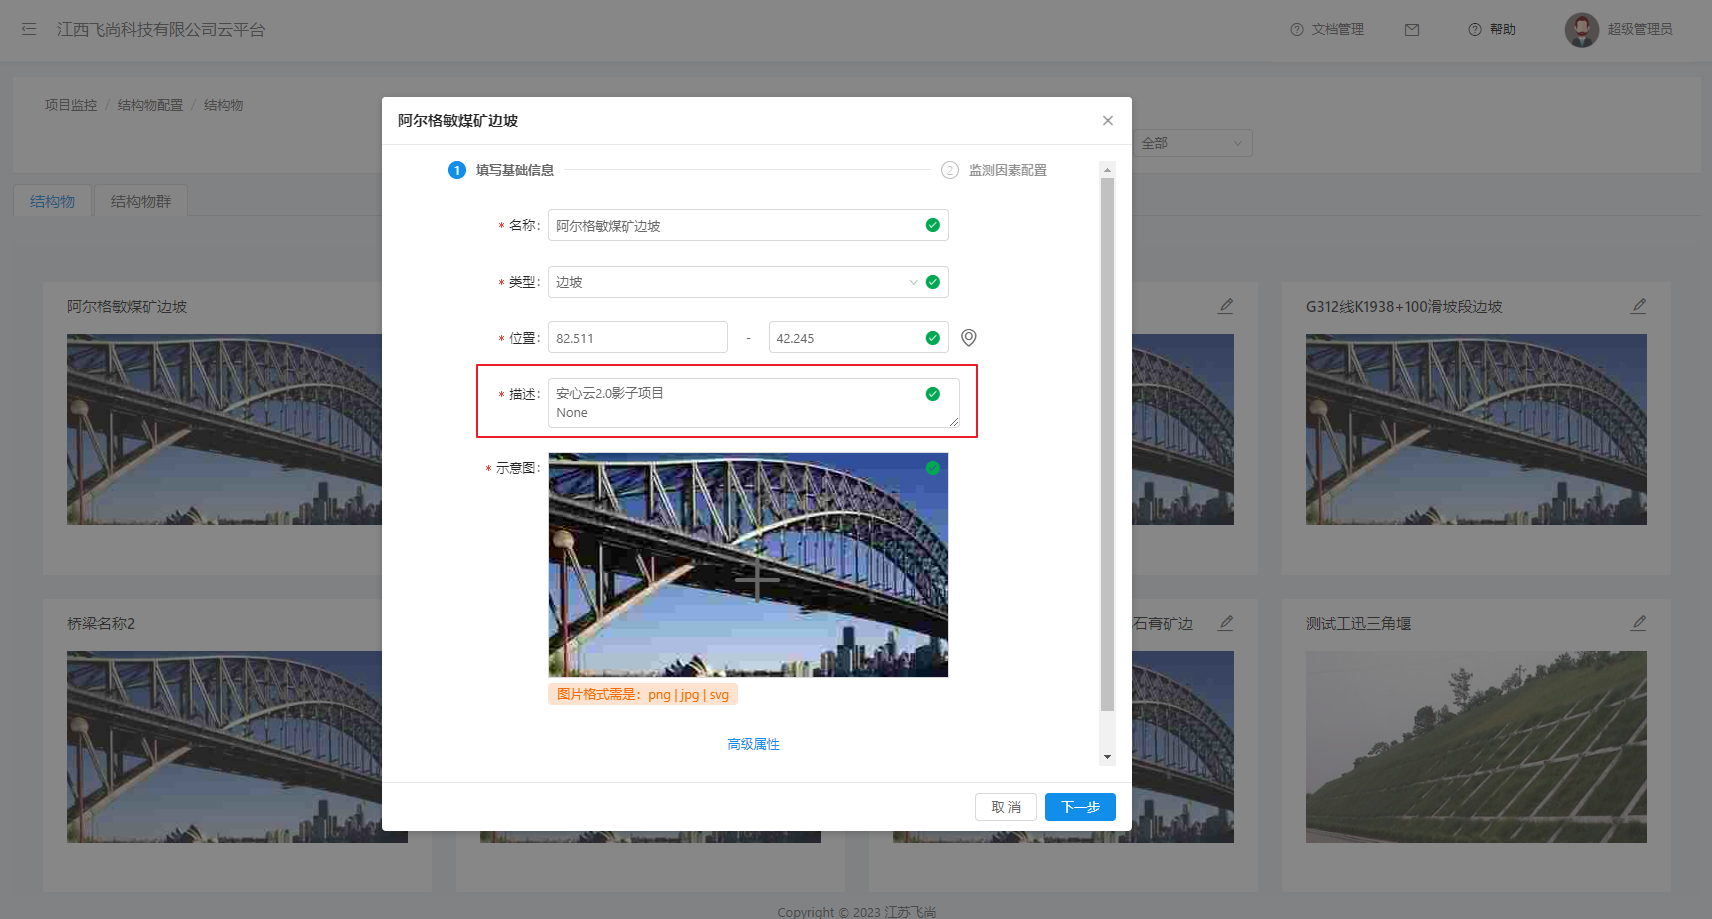 江西飞尚科技有限公司云平台
文档管理
帮助
超级管理员
项目监控 / 结构物配置 / 结构物
全部
结构物
结构物群
阿尔格敏煤矿边坡
1 填写基础信息
2 监测因素配置
* 名称: 阿尔格敏煤矿边坡
* 类型: 边坡
* 位置: 82.511 - 42.245
* 描述: 安心云2.0影子项目
None
* 示意图:
图片格式需是: png | jpg | svg
高级属性
取 消
下一步
阿尔格敏煤矿边坡
G312线K1938+100滑坡段边坡
桥梁名称2
石膏矿边
测试工迅三角堰
Copyright © 2023 江苏飞尚